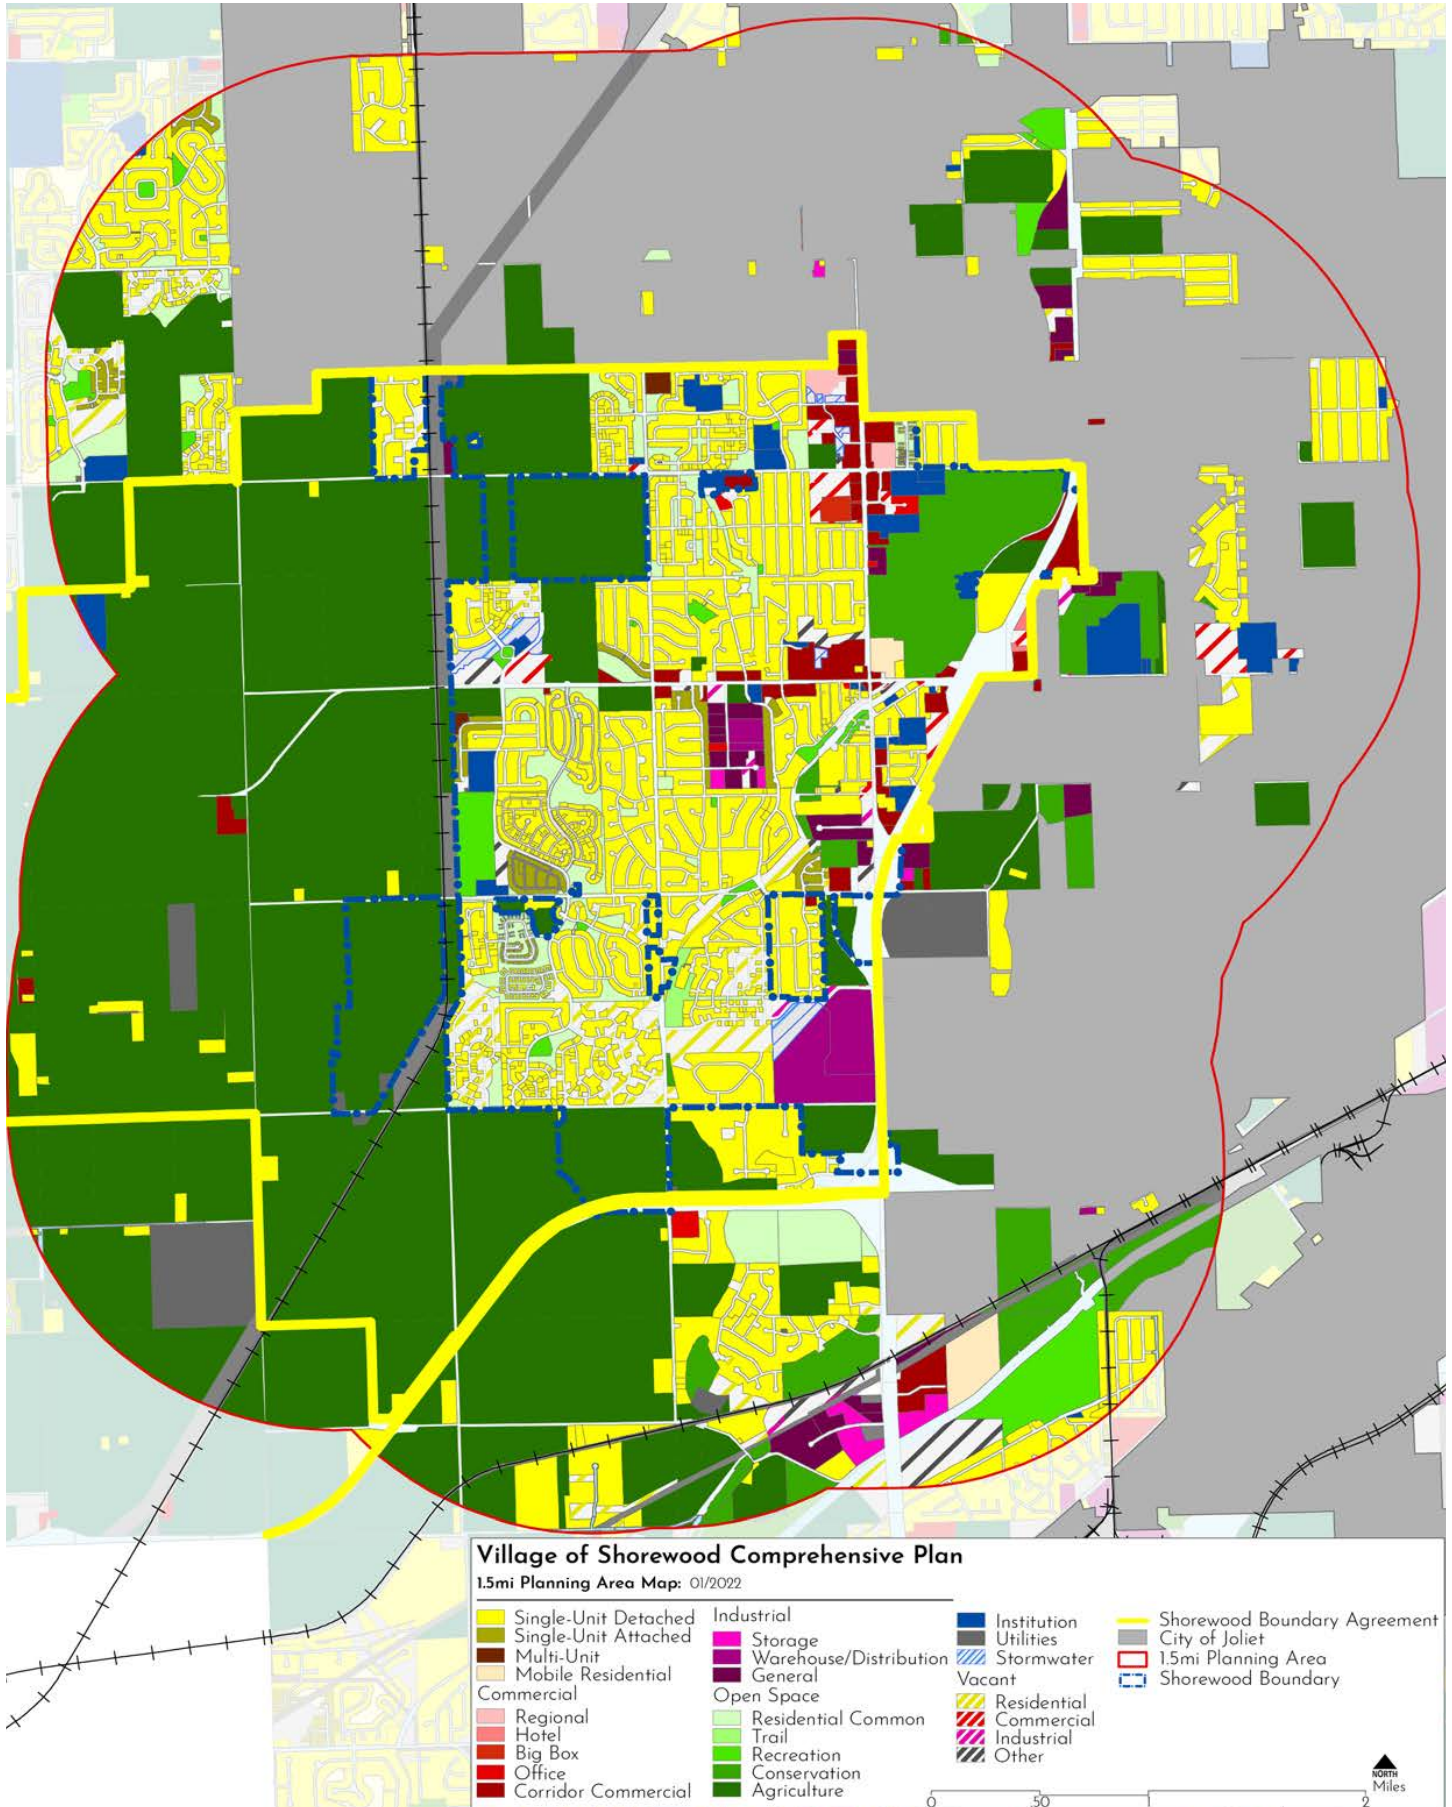 Village of Shorewood Comprehensive Plan
1.5mi Planning Area Map: 01/2022
Single-Unit Detached
Single-Unit Attached
Multi-Unit
Mobile Residential
Commercial
Regional
Hotel
Big Box
Office
Corridor Commercial
Industrial
Storage
Warehouse/Distribution
General
Open Space
Residential Common
Trail
Recreation
Conservation
Agriculture
Institution
Utilities
Stormwater
Vacant
Residential
Commercial
Industrial
Other
Shorewood Boundary Agreement
City of Joliet
1.5mi Planning Area
Shorewood Boundary
NORTH
Miles
0 .50 1 2